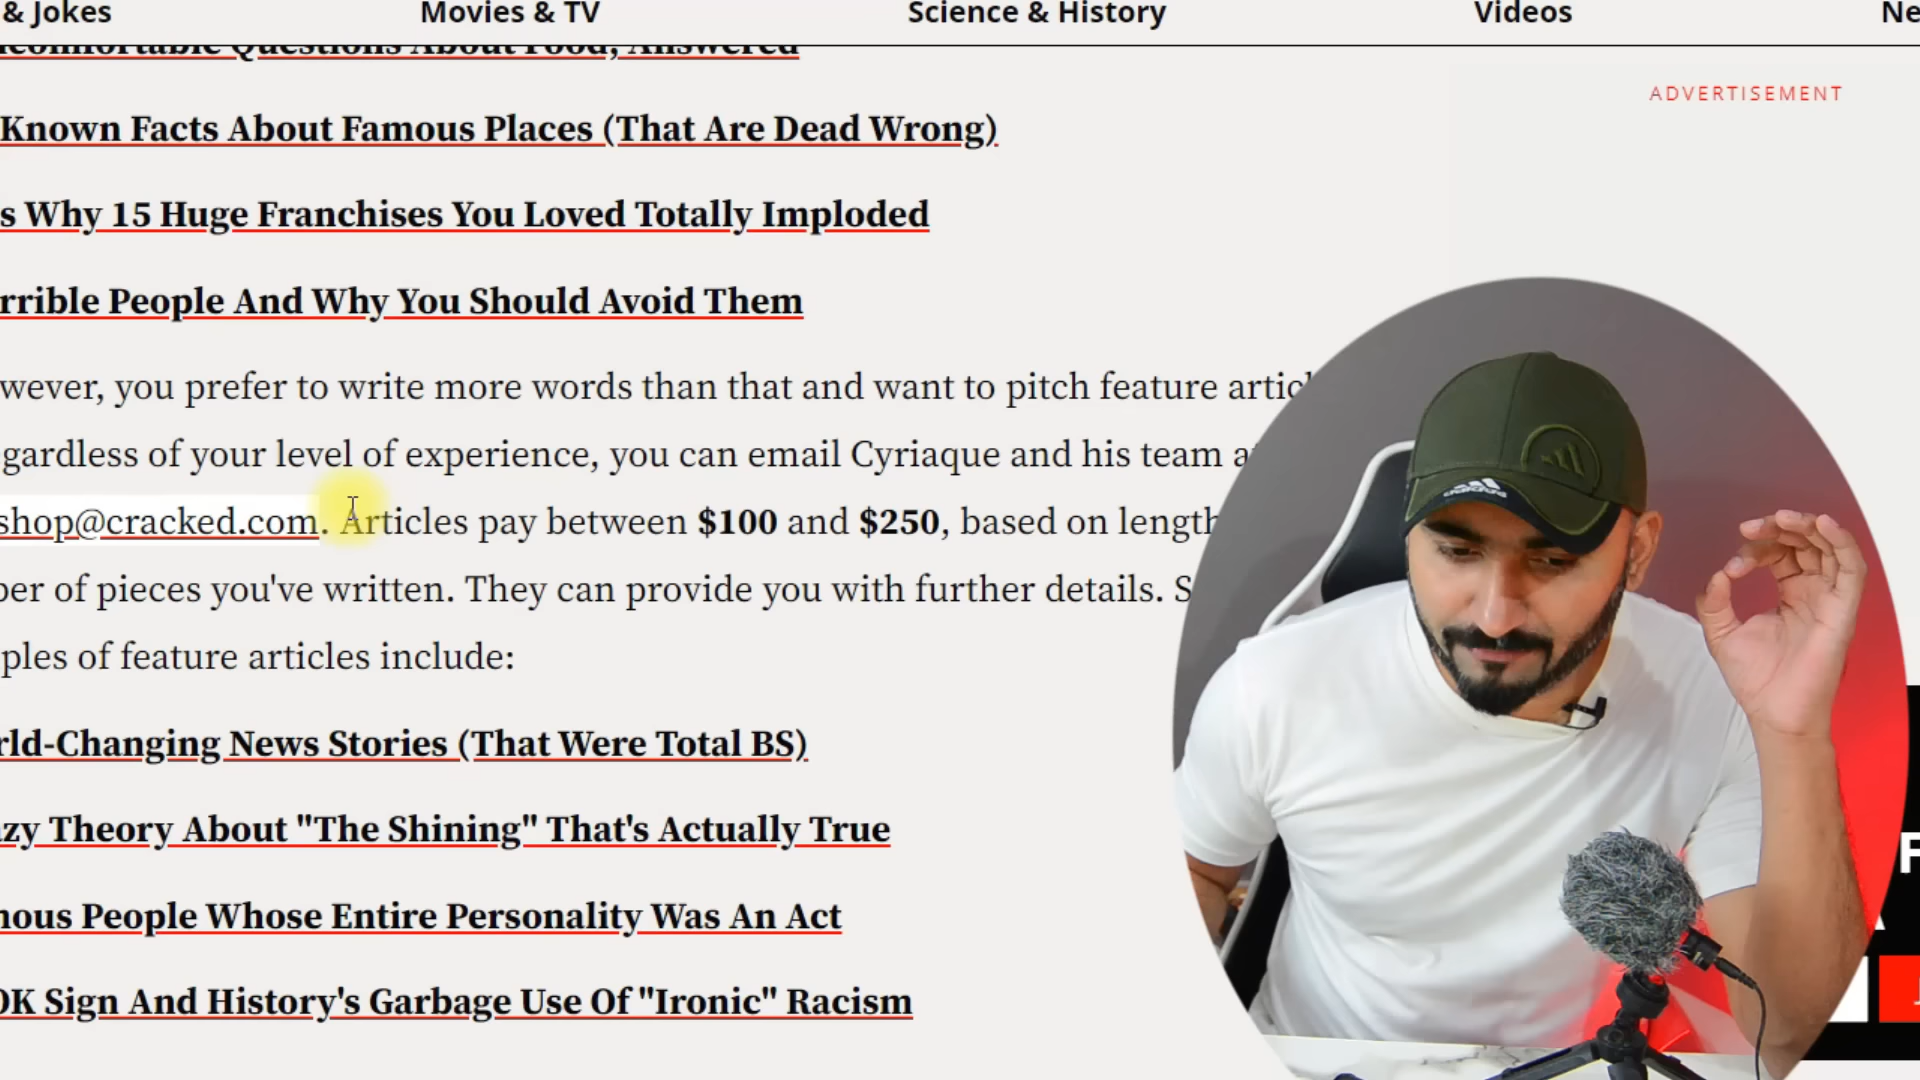 & Jokes Movies & TV Science & History Videos Ne
Questions About Food, Answered
ADVERTISEMENT
Known Facts About Famous Places (That Are Dead Wrong)
s Why 15 Huge Franchises You Loved Totally Imploded
rrible People And Why You Should Avoid Them
wever, you prefer to write more words than that and want to pitch feature artic
gardless of your level of experience, you can email Cyriaque and his team a
shop@cracked.com. Articles pay between $100 and $250, based on length
ber of pieces you've written. They can provide you with further details. S
ples of feature articles include:
rld-Changing News Stories (That Were Total BS)
zy Theory About "The Shining" That's Actually True
nous People Whose Entire Personality Was An Act
OK Sign And History's Garbage Use Of "Ironic" Racism
adidas